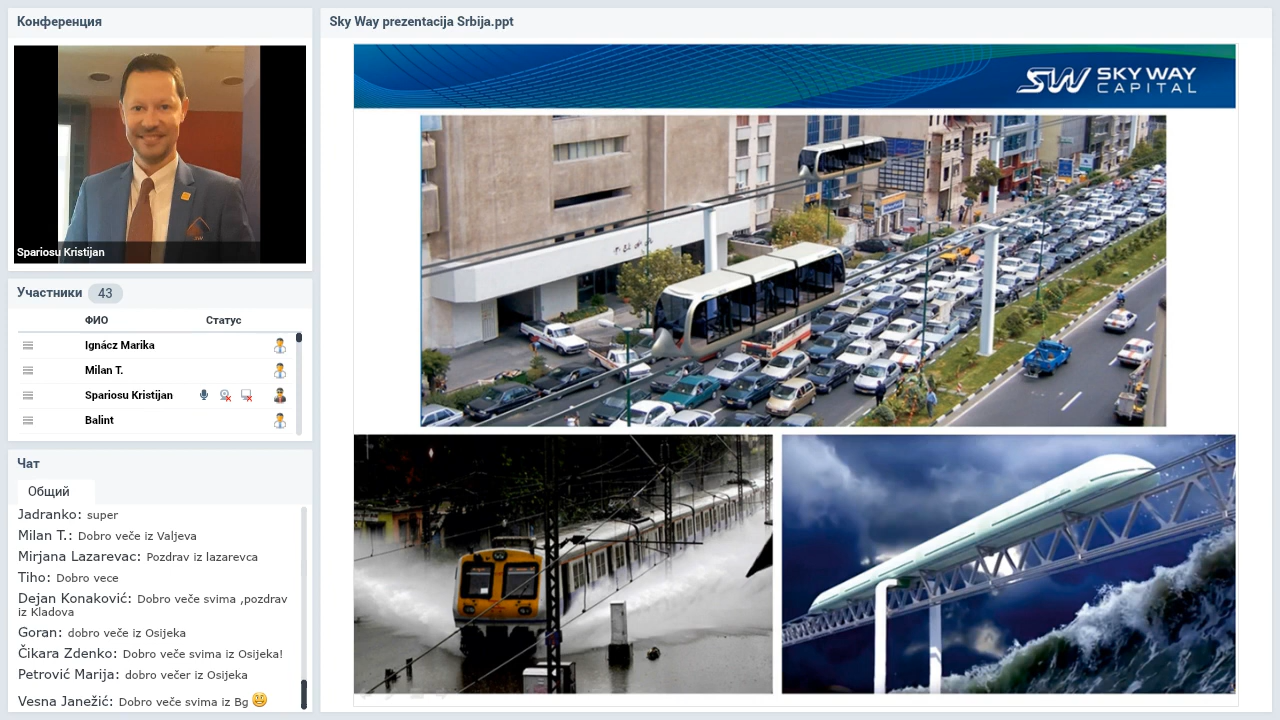 Конференция
Spariosu Kristijan
Участники 43
ФИО Статус
Ignácz Marika
Milan T.
Spariosu Kristijan
Balint
Чат
Общий
Jadranko: super
Milan T.: Dobro veče iz Valjeva
Mirjana Lazarevac: Pozdrav iz lazarevca
Tiho: Dobro vece
Dejan Konaković: Dobro veče svima ,pozdrav
iz Kladova
Goran: dobro veče iz Osijeka
Čikara Zdenko: Dobro veče svima iz Osijeka!
Petrović Marija: dobro večer iz Osijeka
Vesna Janežić: Dobro veče svima iz Bg
Sky Way prezentacija Srbija.ppt
SW SKY WAY
CAPITAL